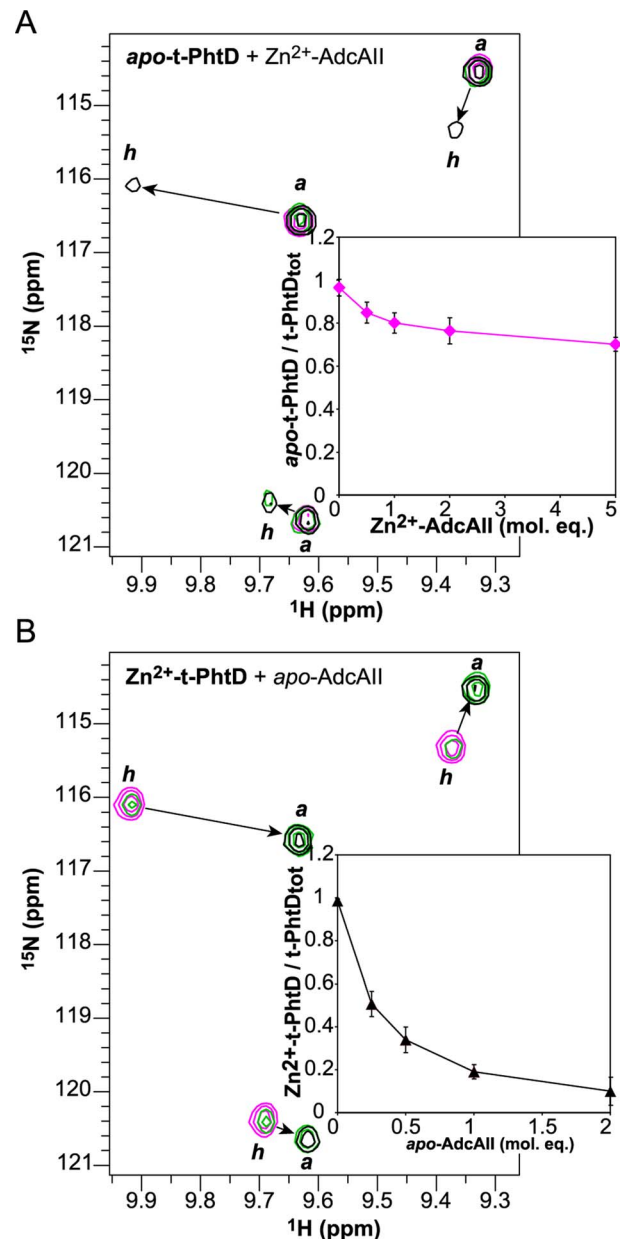 A
apo-t-PhtD + Zn²⁺-AdcAII
a
h
h
a
h
a
115
116
117
118
119
120
121
¹⁵N (ppm)
9.9 9.8 9.7 9.6 9.5 9.4 9.3
¹H (ppm)
1.2
1
0.8
0.6
0.4
0.2
0
apo-t-PhtD / t-PhtDtot
0 1 2 3 4 5
Zn²⁺-AdcAII (mol. eq.)
B
Zn²⁺-t-PhtD + apo-AdcAII
a
h
h
a
h
a
115
116
117
118
119
120
121
¹⁵N (ppm)
9.9 9.8 9.7 9.6 9.5 9.4 9.3
¹H (ppm)
1.2
1
0.8
0.6
0.4
0.2
0
Zn²⁺-t-PhtD / t-PhtDtot
0 0.5 1 1.5 2
apo-AdcAII (mol. eq.)